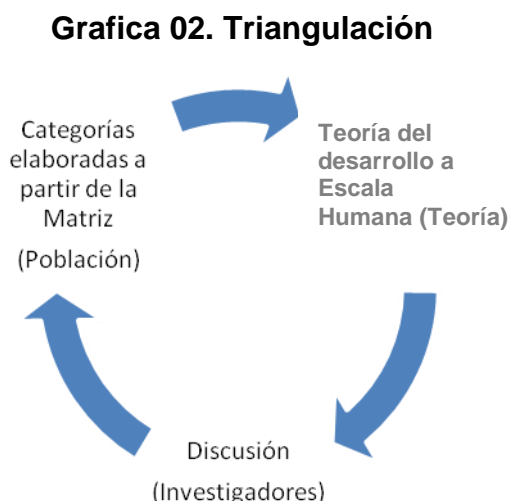 Grafica 02. Triangulación
Categorías
elaboradas a
partir de la
Matriz
(Población)
Teoría del
desarrollo a
Escala
Humana (Teoría)
Discusión
(Investigadores)